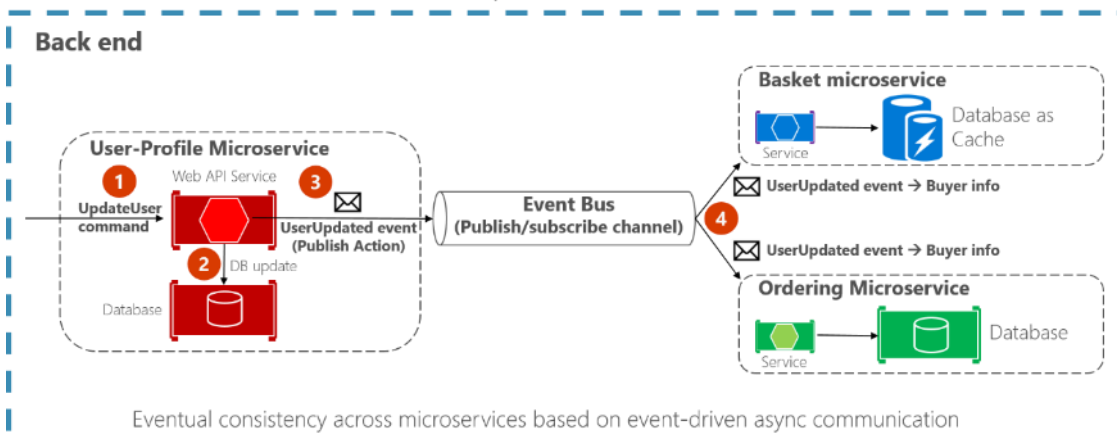 Back end
User-Profile Microservice
Web API Service
1
UpdateUser
command
2
DB update
Database
3
UserUpdated event
(Publish Action)
Event Bus
(Publish/subscribe channel)
4
Basket microservice
Service
Database as
Cache
UserUpdated event → Buyer info
UserUpdated event → Buyer info
Ordering Microservice
Service
Database
Eventual consistency across microservices based on event-driven async communication